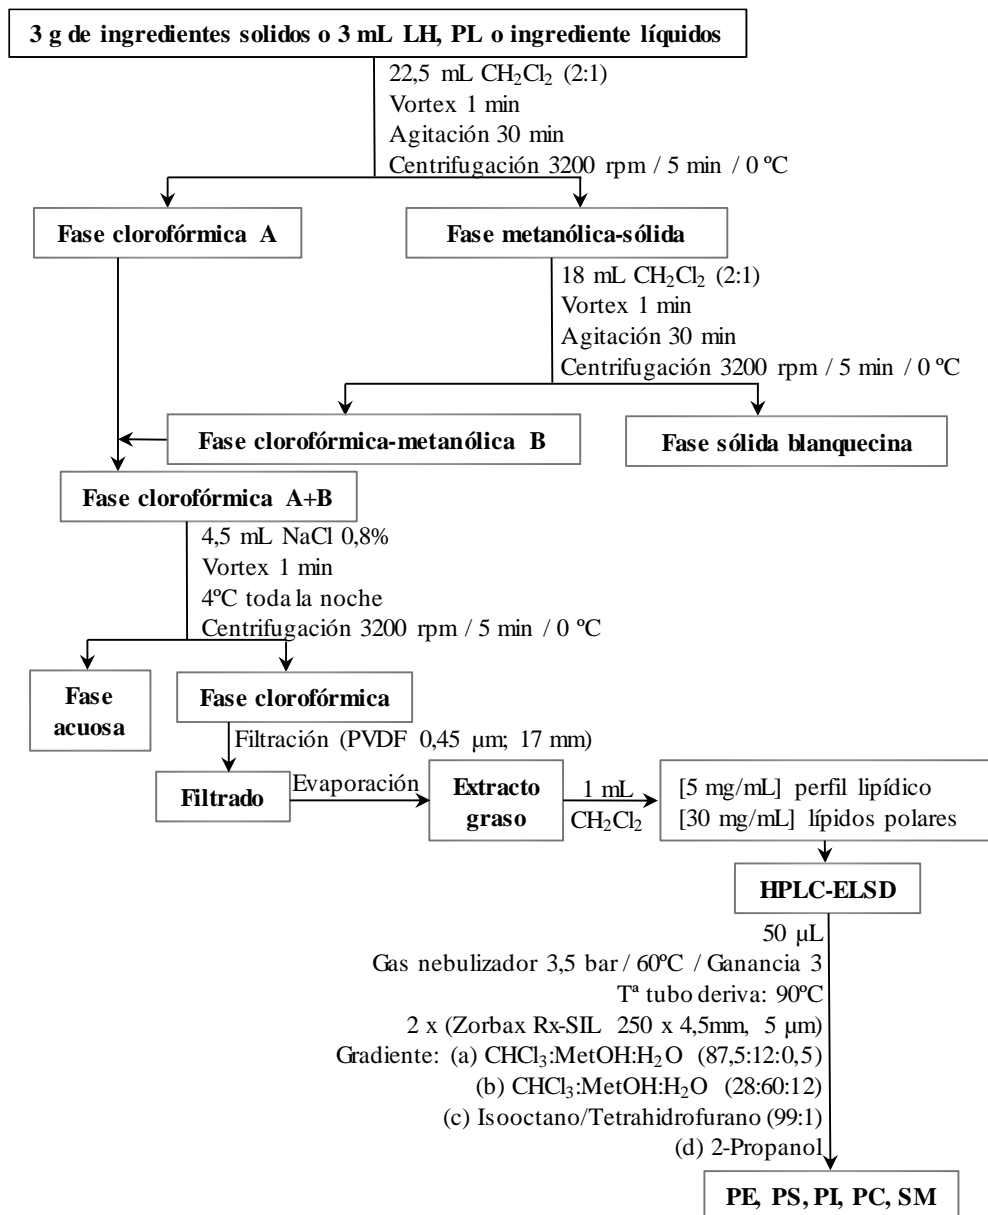 3 g de ingredientes solidos o 3 mL LH, PL o ingrediente líquidos
22,5 mL CH₂Cl₂ (2:1)
Vortex 1 min
Agitación 30 min
Centrifugación 3200 rpm / 5 min / 0 ºC
Fase clorofórmica A
Fase metanólica-sólida
18 mL CH₂Cl₂ (2:1)
Vortex 1 min
Agitación 30 min
Centrifugación 3200 rpm / 5 min / 0 ºC
Fase clorofórmica-metanólica B
Fase sólida blanquecina
Fase clorofórmica A+B
4,5 mL NaCl 0,8%
Vortex 1 min
4ºC toda la noche
Centrifugación 3200 rpm / 5 min / 0 ºC
Fase
acuosa
Fase clorofórmica
Filtración (PVDF 0,45 µm; 17 mm)
Filtrado
Evaporación
Extracto
graso
1 mL
CH₂Cl₂
[5 mg/mL] perfil lipídico
[30 mg/mL] lípidos polares
HPLC-ELSD
50 µL
Gas nebulizador 3,5 bar / 60ºC / Ganancia 3
Tª tubo deriva: 90ºC
2 x (Zorbax Rx-SIL 250 x 4,5mm, 5 µm)
Gradiente: (a) CHCl₃:MetOH:H₂O (87,5:12:0,5)
(b) CHCl₃:MetOH:H₂O (28:60:12)
(c) Isooctano/Tetrahidrofurano (99:1)
(d) 2-Propanol
PE, PS, PI, PC, SM